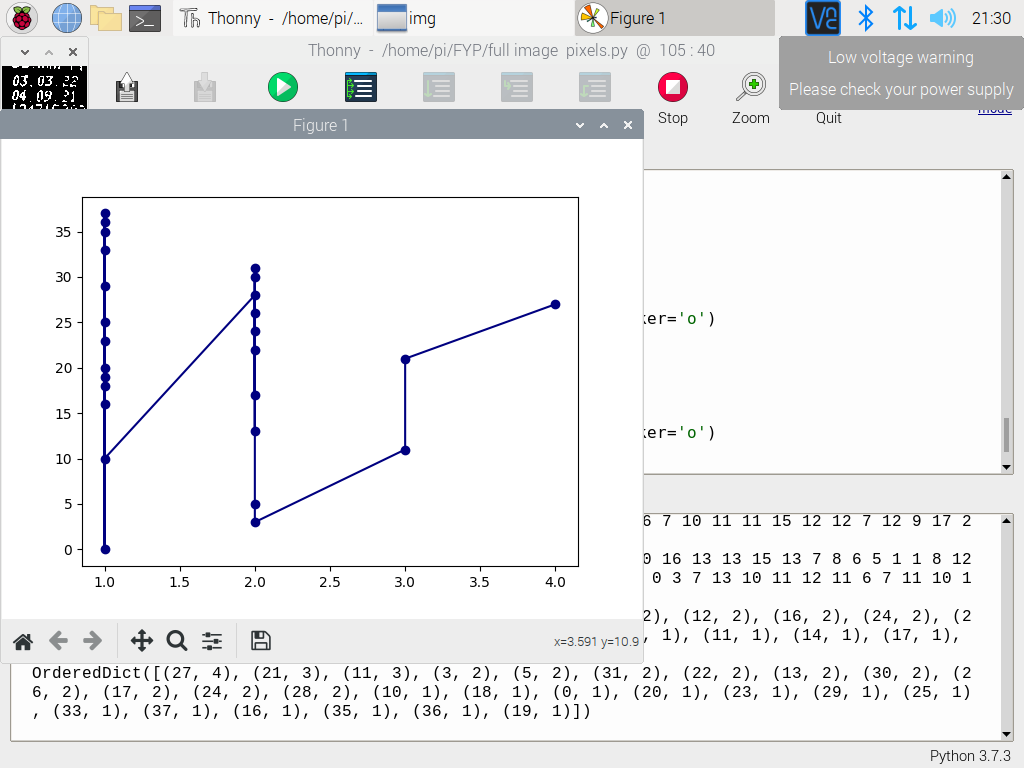 Thonny - /home/pi/...
img
Figure 1
21:30
Thonny - /home/pi/FYP/full image pixels.py @ 105 : 40
Low voltage warning
Please check your power supply
03.03.22
Stop
Zoom
Quit
mode
Figure 1
35
30
25
20
15
10
5
0
1.0 1.5 2.0 2.5 3.0 3.5 4.0
x=3.591 y=10.9
ker='o')
ker='o')
6 7 10 11 11 15 12 12 7 12 9 17 2
0 16 13 13 15 13 7 8 6 5 1 1 8 12
0 3 7 13 10 11 12 11 6 7 11 10 1
2), (12, 2), (16, 2), (24, 2), (2
, 1), (11, 1), (14, 1), (17, 1),
OrderedDict([(27, 4), (21, 3), (11, 3), (3, 2), (5, 2), (31, 2), (22, 2), (13, 2), (30, 2), (2
6, 2), (17, 2), (24, 2), (28, 2), (10, 1), (18, 1), (0, 1), (20, 1), (23, 1), (29, 1), (25, 1)
, (33, 1), (37, 1), (16, 1), (35, 1), (36, 1), (19, 1)])
Python 3.7.3